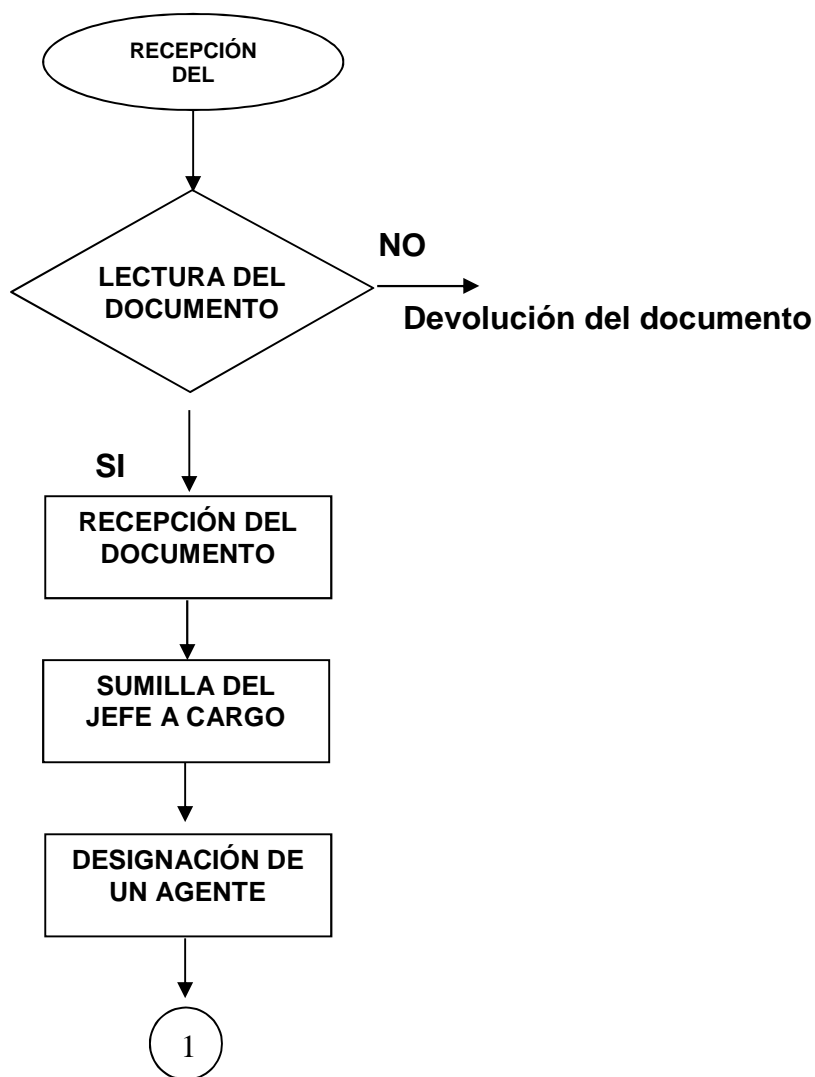 RECEPCIÓN
DEL
LECTURA DEL
DOCUMENTO
NO
Devolución del documento
SI
RECEPCIÓN DEL
DOCUMENTO
SUMILLA DEL
JEFE A CARGO
DESIGNACIÓN DE
UN AGENTE
1